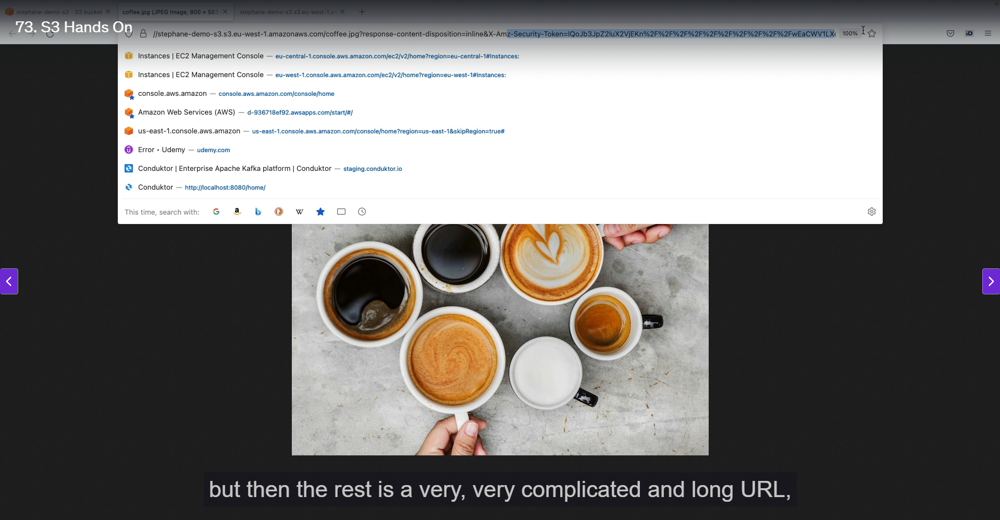 stephane-demo-s3 - S3 bucket
coffee.jpg (JPEG Image, 800 × 583
stephane-demo-s3.s3.eu-west-1.am
73. S3 Hands On
//stephane-demo-s3.s3.eu-west-1.amazonaws.com/coffee.jpg?response-content-disposition=inline&X-Amz-Security-Token=IQoJb3JpZ2luX2VjEKn%2F%2F%2F%2F%2F%2F%2F%2F%2F%2FwEaCWV1LX
100%
Instances | EC2 Management Console — eu-central-1.console.aws.amazon.com/ec2/v2/home?region=eu-central-1#Instances:
Instances | EC2 Management Console — eu-west-1.console.aws.amazon.com/ec2/v2/home?region=eu-west-1#Instances:
console.aws.amazon — console.aws.amazon.com/console/home
Amazon Web Services (AWS) — d-936718ef92.awsapps.com/start/#/
us-east-1.console.aws.amazon — us-east-1.console.aws.amazon.com/console/home?region=us-east-1&skipRegion=true#
Error • Udemy — udemy.com
Conduktor | Enterprise Apache Kafka platform | Conduktor — staging.conduktor.io
Conduktor — http://localhost:8080/home/
This time, search with:
but then the rest is a very, very complicated and long URL,